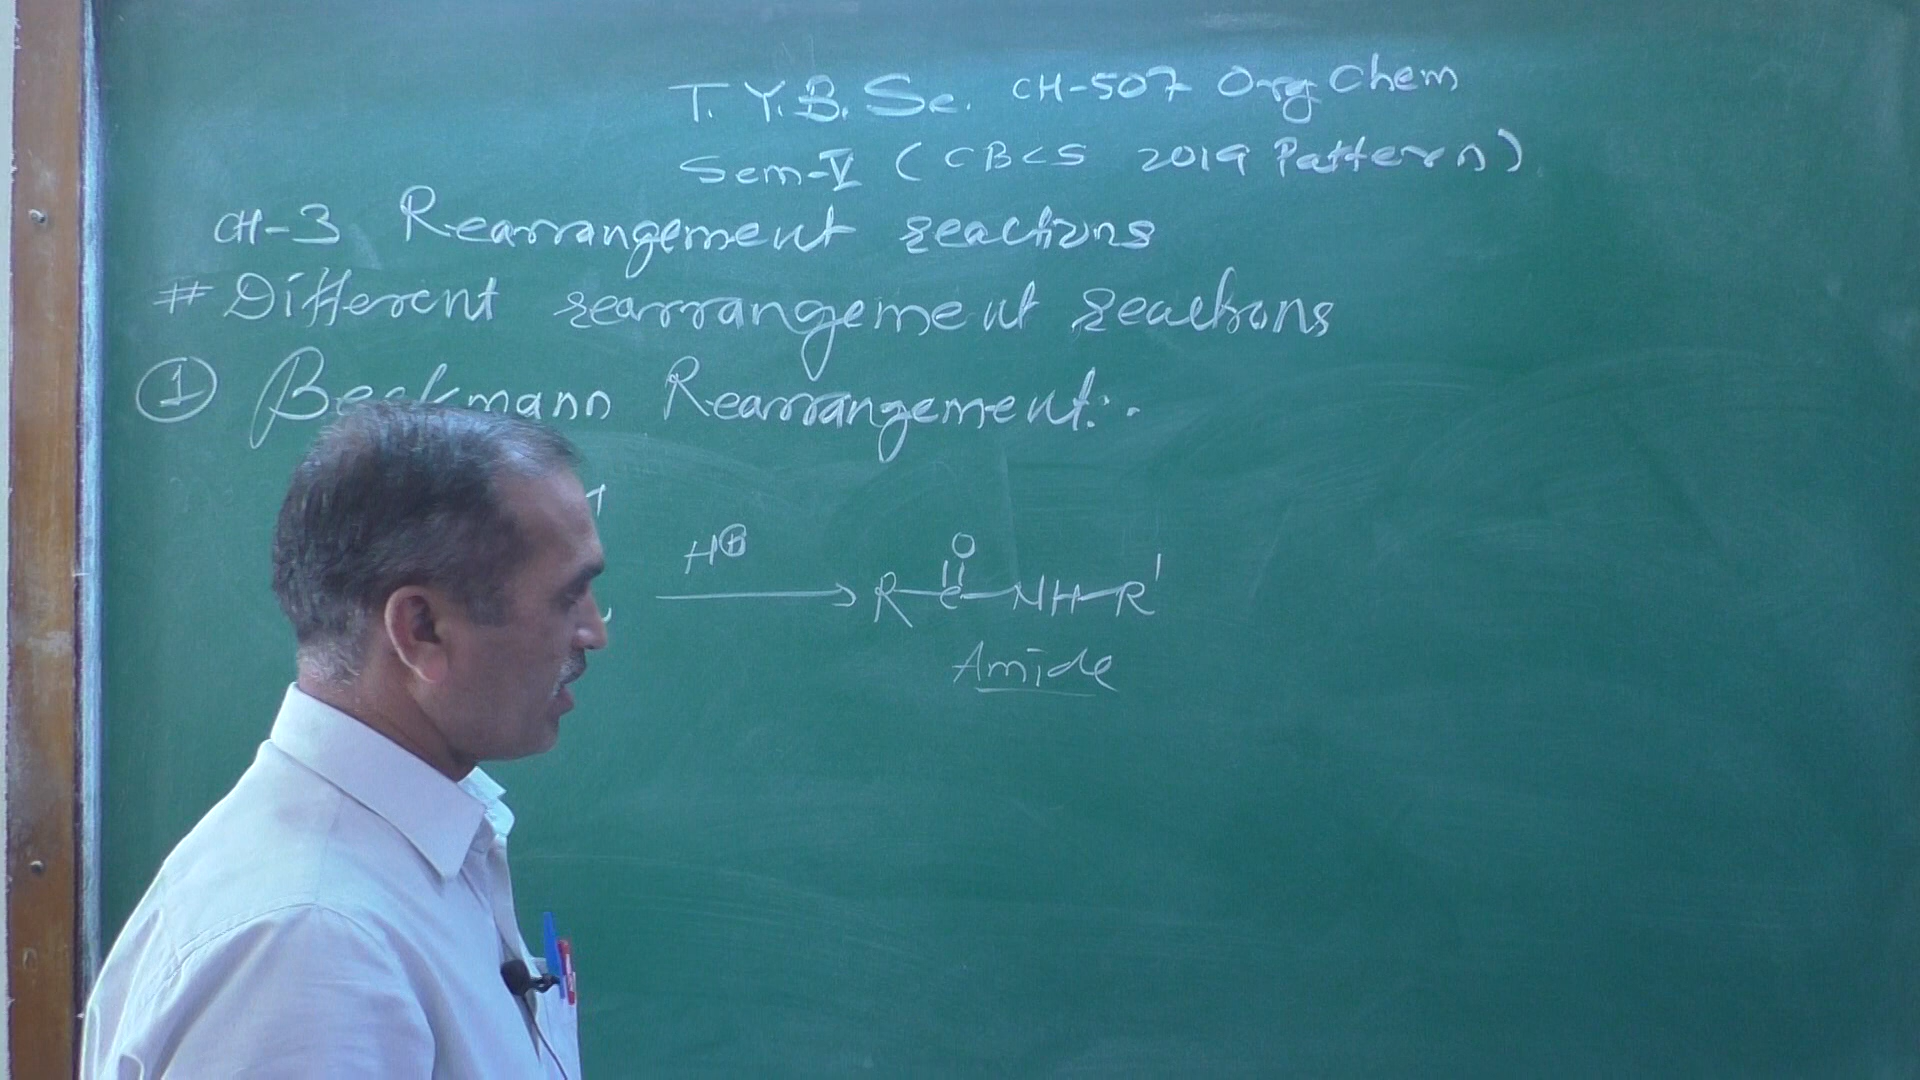 T.Y.B.Sc. CH-507 Org Chem
Sem-V (CBCS 2019 Pattern)
CH-3 Rearrangement reactions
# Different rearrangement reactions
① Beckmann Rearrangement:-
H⊕
O
R-C-NH-R'
Amide